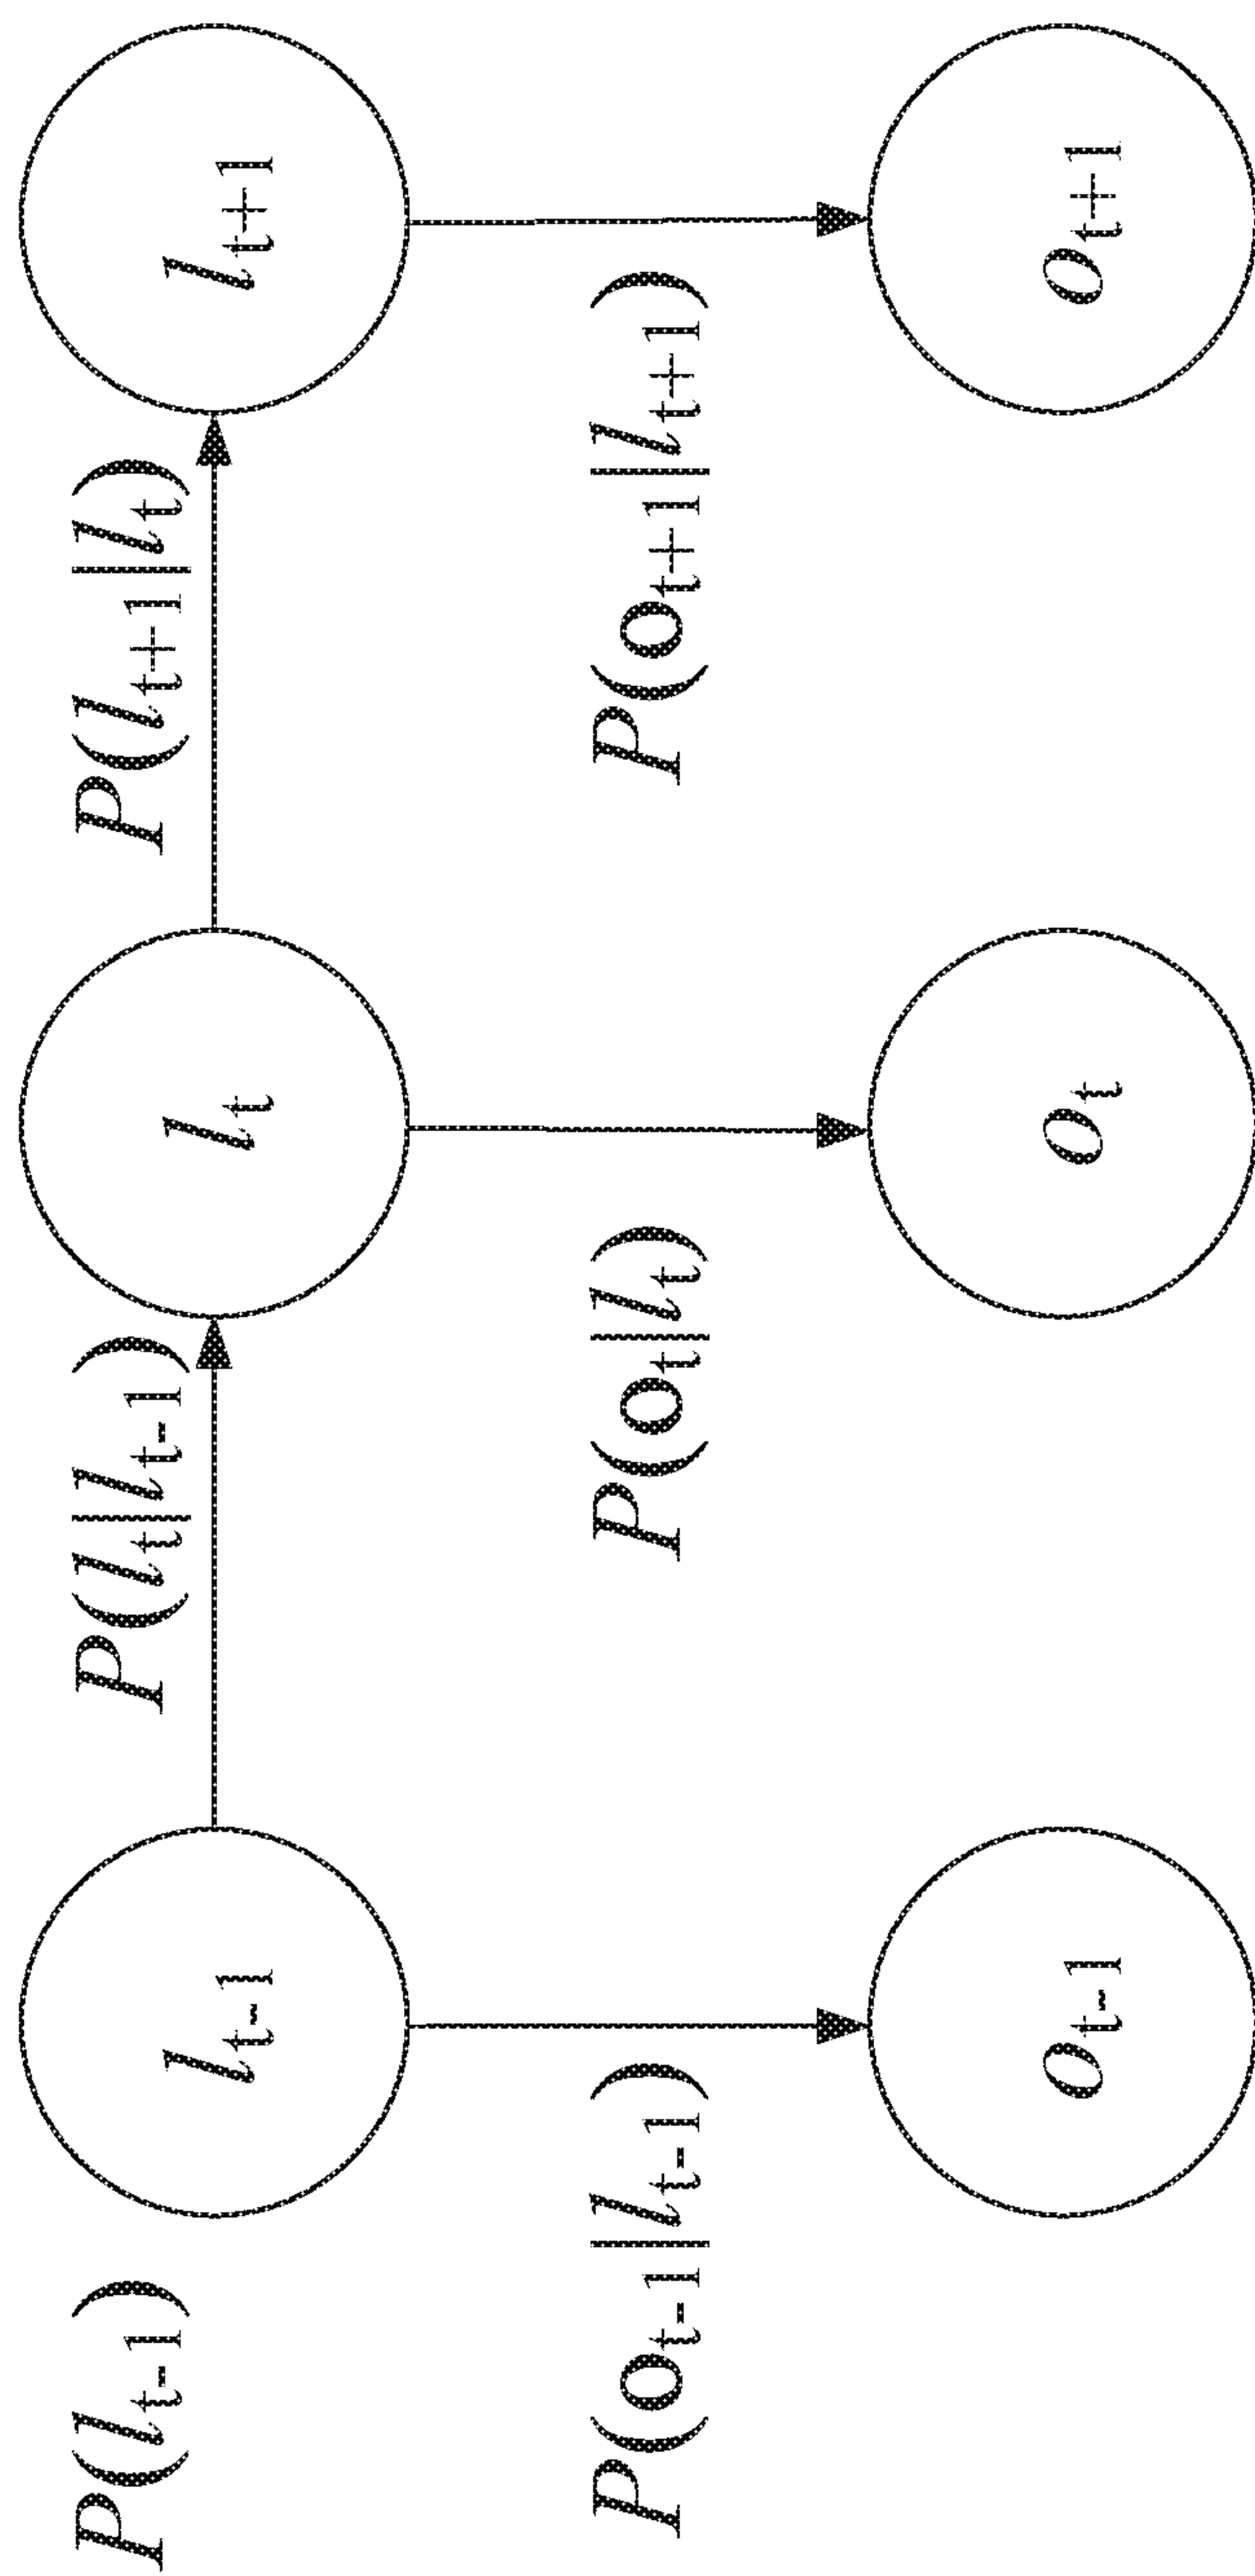 P(l_{t-1})
l_{t-1}
P(l_t|l_{t-1})
l_t
P(l_{t+1}|l_t)
l_{t+1}
P(o_{t-1}|l_{t-1})
P(o_t|l_t)
P(o_{t+1}|l_{t+1})
o_{t-1}
o_t
o_{t+1}